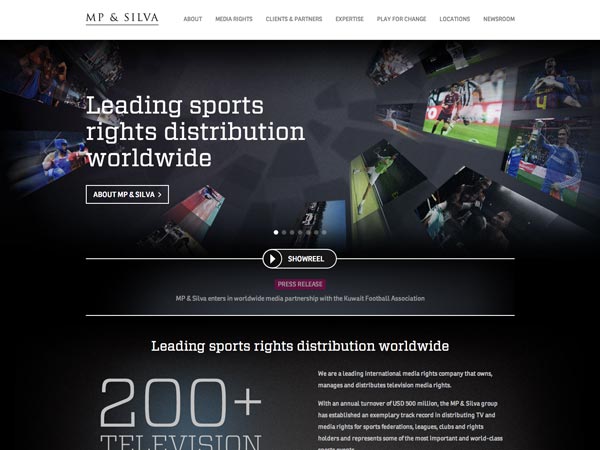 MP & SILVA
ABOUT MEDIA RIGHTS CLIENTS & PARTNERS EXPERTISE PLAY FOR CHANGE LOCATIONS NEWSROOM
Leading sports
rights distribution
worldwide
ABOUT MP & SILVA >
SHOWREEL
PRESS RELEASE
MP & Silva enters in worldwide media partnership with the Kuwait Football Association
Leading sports rights distribution worldwide
200+
TELEVISION
We are a leading international media rights company that owns,
manages and distributes television media rights.
With an annual turnover of USD 500 million, the MP & Silva group
has established an exemplary track record in distributing TV and
media rights for sports federations, leagues, clubs and rights
holders and represents some of the most important and world-class
sports events